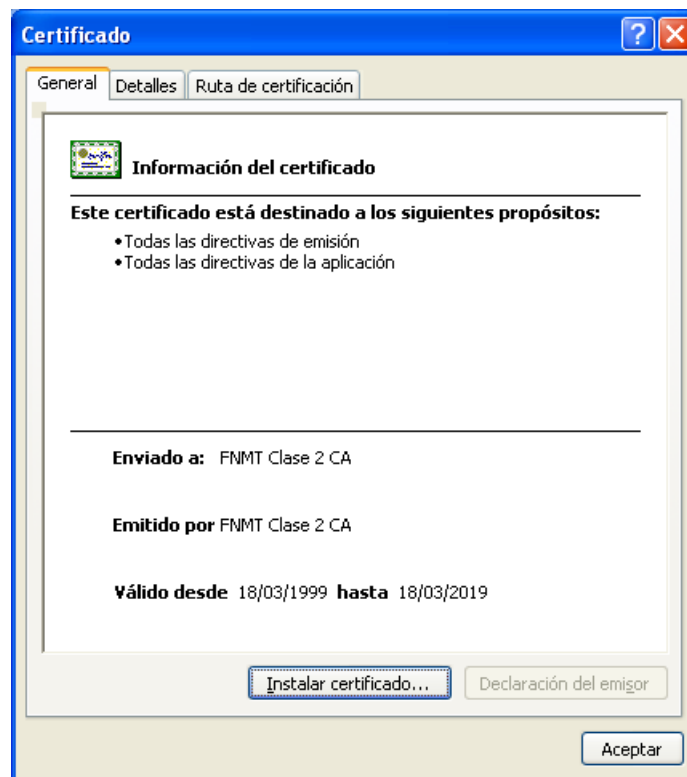 Certificado
General Detalles Ruta de certificación
Información del certificado
Este certificado está destinado a los siguientes propósitos:
•Todas las directivas de emisión
•Todas las directivas de la aplicación
Enviado a: FNMT Clase 2 CA
Emitido por FNMT Clase 2 CA
Válido desde 18/03/1999 hasta 18/03/2019
Instalar certificado... Declaración del emisor
Aceptar